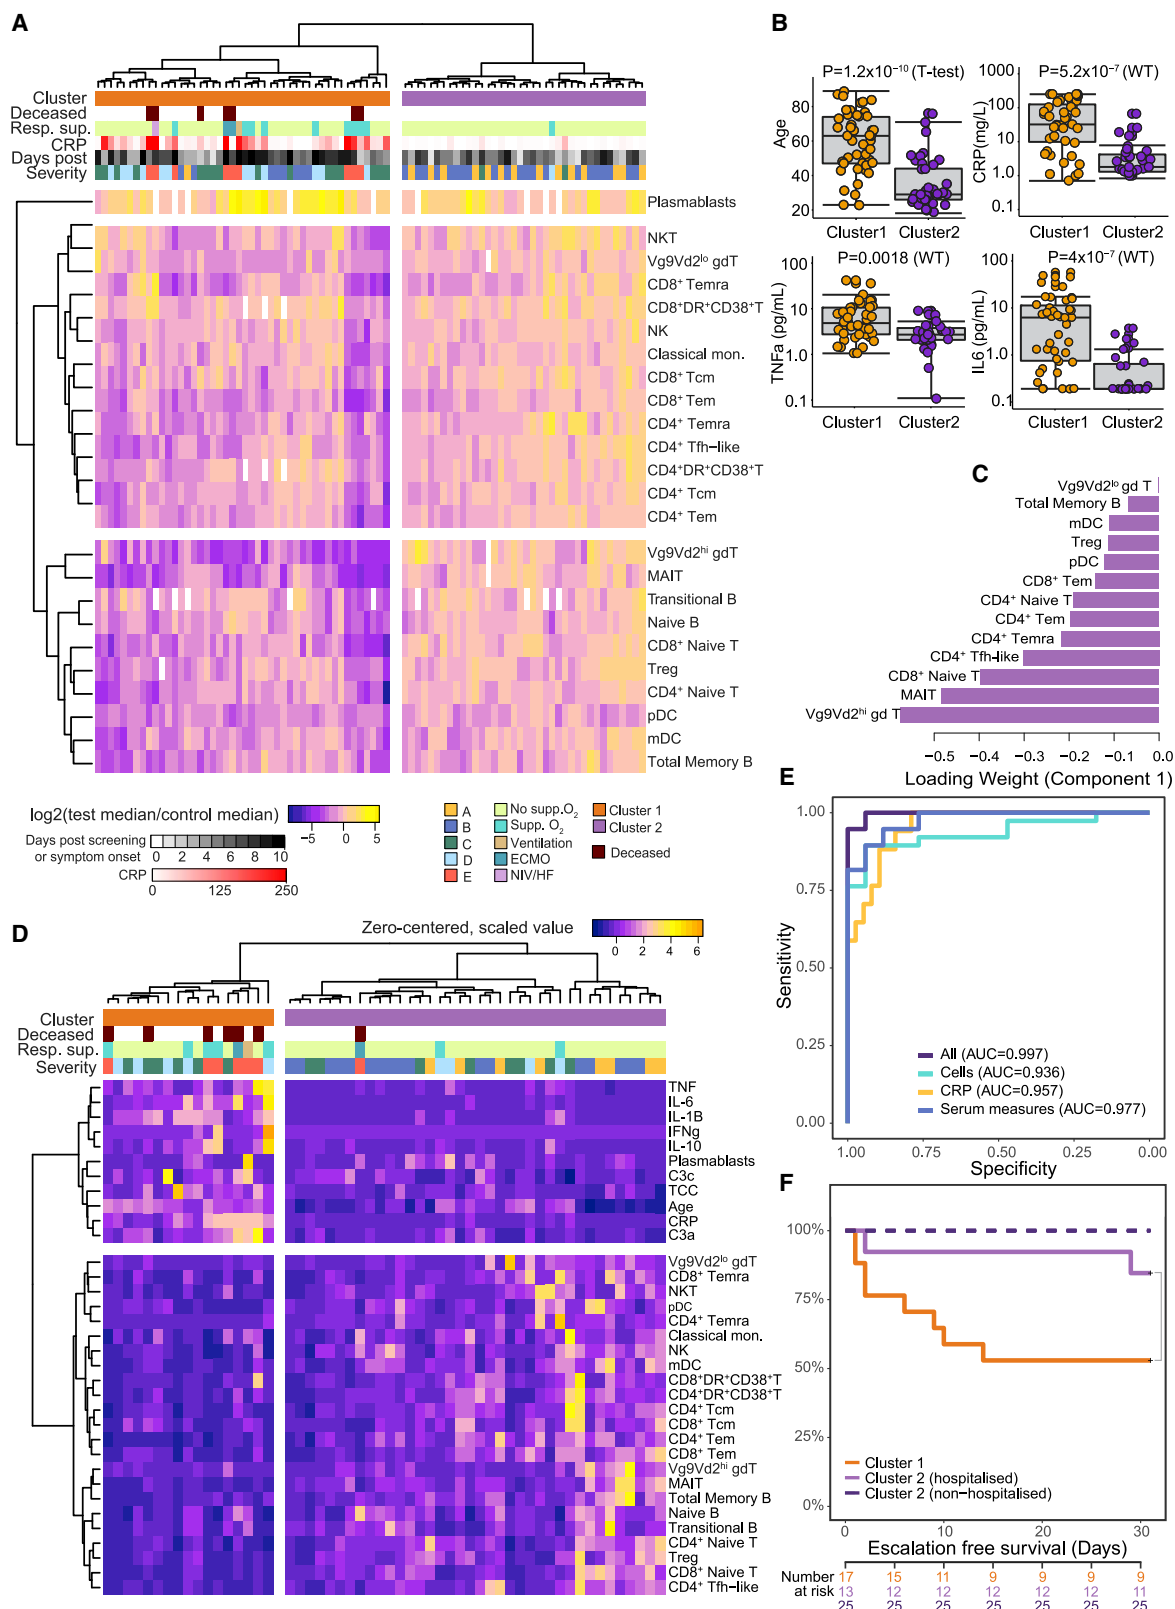 A
Cluster
Deceased
Resp. sup.
CRP
Days post
Severity
Plasmablasts
NKT
Vg9Vd2lo gdT
CD8+ Temra
CD8+DR+CD38+T
NK
Classical mon.
CD8+ Tcm
CD8+ Tem
CD4+ Temra
CD4+ Tfh-like
CD4+DR+CD38+T
CD4+ Tcm
CD4+ Tem
Vg9Vd2hi gdT
MAIT
Transitional B
Naive B
CD8+ Naive T
Treg
CD4+ Naive T
pDC
mDC
Total Memory B
log2(test median/control median)
−5 0 5
Days post screening
or symptom onset
0 2 4 6 8 10
CRP
0 125 250
A
B
C
D
E
No supp.O2
Supp. O2
Ventilation
ECMO
NIV/HF
Cluster 1
Cluster 2
Deceased
B
P=1.2x10−10 (T-test)
Age
80
60
40
20
Cluster1 Cluster2
P=5.2x10−7 (WT)
CRP(mg/L)
1000
100
10
1.0
0.1
Cluster1 Cluster2
P=0.0018 (WT)
TNFa (pg/mL)
100
10
1.0
0.1
Cluster1 Cluster2
P=4x10−7 (WT)
IL6 (pg/mL)
100
10
1.0
0.1
Cluster1 Cluster2
C
Vg9Vd2lo gd T
Total Memory B
mDC
Treg
pDC
CD8+ Tem
CD4+ Naive T
CD4+ Tem
CD4+ Temra
CD4+ Tfh-like
CD8+ Naive T
MAIT
Vg9Vd2hi gd T
−0.5 −0.4 −0.3 −0.2 −0.1 0.0
Loading Weight (Component 1)
D
Zero-centered, scaled value
0 2 4 6
Cluster
Deceased
Resp. sup.
Severity
TNF
IL-6
IL-1B
IFNg
IL-10
Plasmablasts
C3c
TCC
Age
CRP
C3a
Vg9Vd2lo gdT
CD8+ Temra
NKT
pDC
CD4+ Temra
Classical mon.
NK
mDC
CD8+DR+CD38+T
CD4+DR+CD38+T
CD4+ Tcm
CD8+ Tcm
CD4+ Tem
CD8+ Tem
Vg9Vd2hi gdT
MAIT
Total Memory B
Naive B
Transitional B
CD4+ Naive T
Treg
CD8+ Naive T
CD4+ Tfh-like
E
Sensitivity
1.00
0.75
0.50
0.25
0.00
All (AUC=0.997)
Cells (AUC=0.936)
CRP (AUC=0.957)
Serum measures (AUC=0.977)
1.00 0.75 0.50 0.25 0.00
Specificity
F
100%
75%
50%
25%
0%
Cluster 1
Cluster 2 (hospitalised)
Cluster 2 (non-hospitalised)
0 10 20 30
Escalation free survival (Days)
Number
at risk
17 15 11 9 9 9 9
13 12 12 12 12 12 11
25 25 25 25 25 25 25